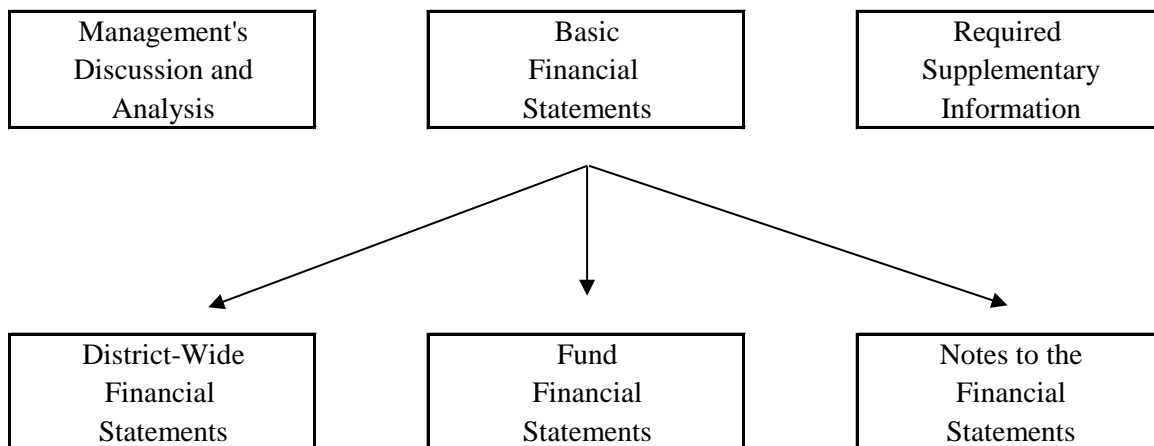 Management's
Discussion and
Analysis
Basic
Financial
Statements
Required
Supplementary
Information
District-Wide
Financial
Statements
Fund
Financial
Statements
Notes to the
Financial
Statements